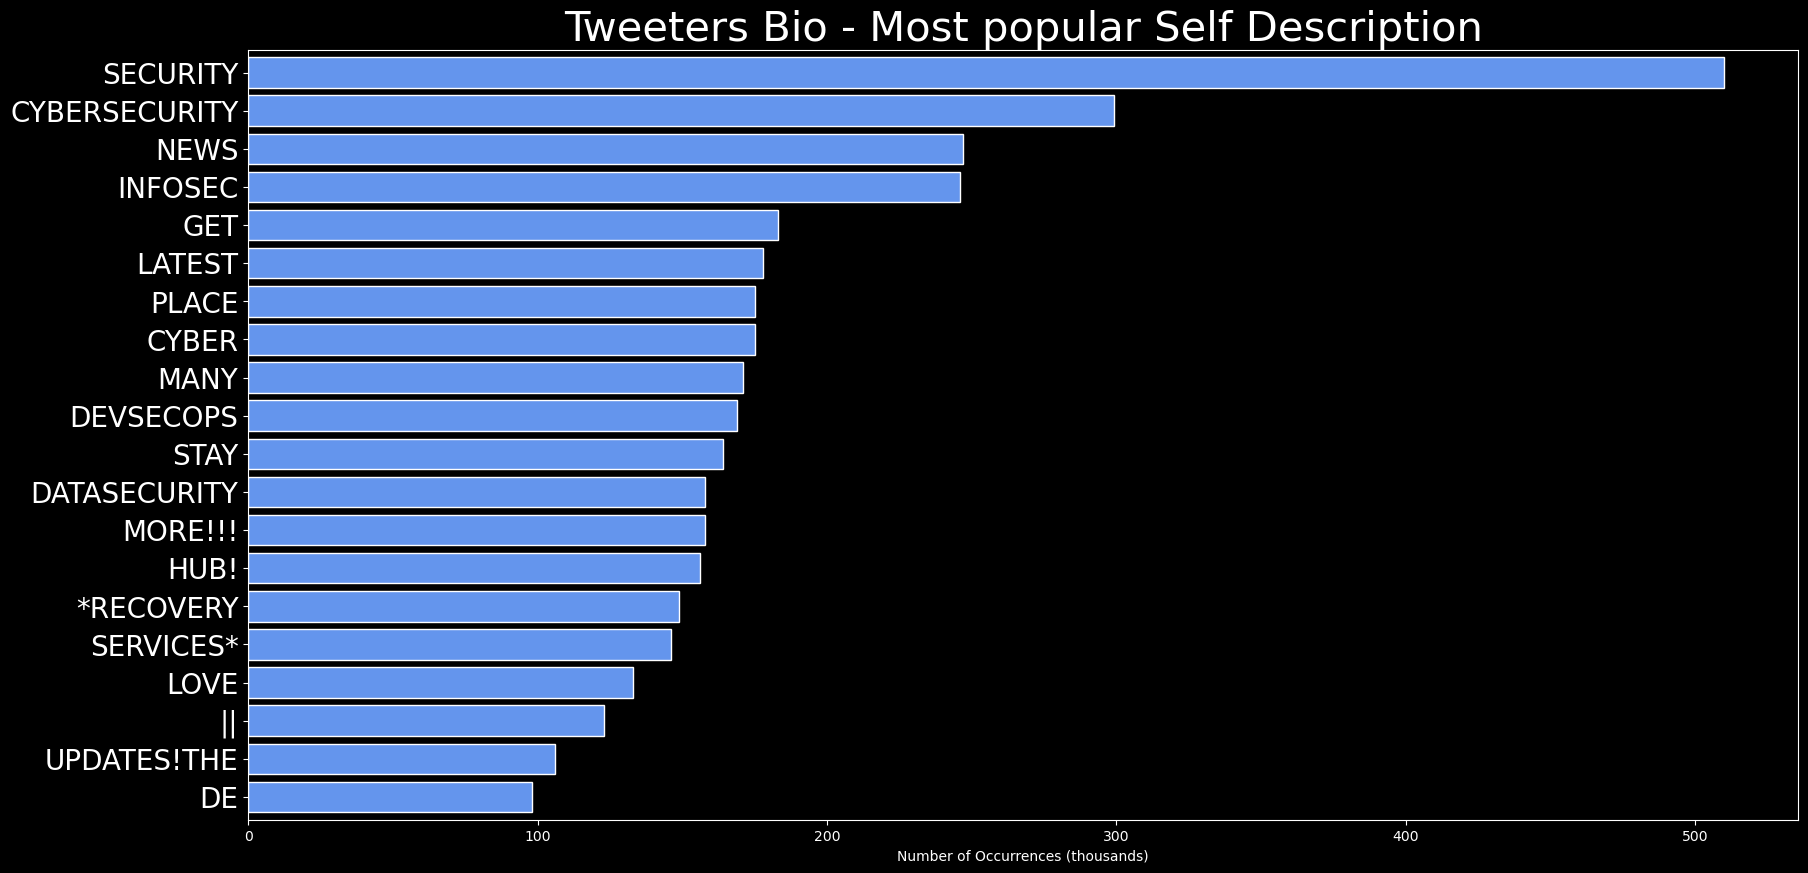 Tweeters Bio - Most popular Self Description
SECURITY
CYBERSECURITY
NEWS
INFOSEC
GET
LATEST
PLACE
CYBER
MANY
DEVSECOPS
STAY
DATASECURITY
MORE!!!
HUB!
*RECOVERY
SERVICES*
LOVE
||
UPDATES!THE
DE
0 100 200 300 400 500
Number of Occurrences (thousands)